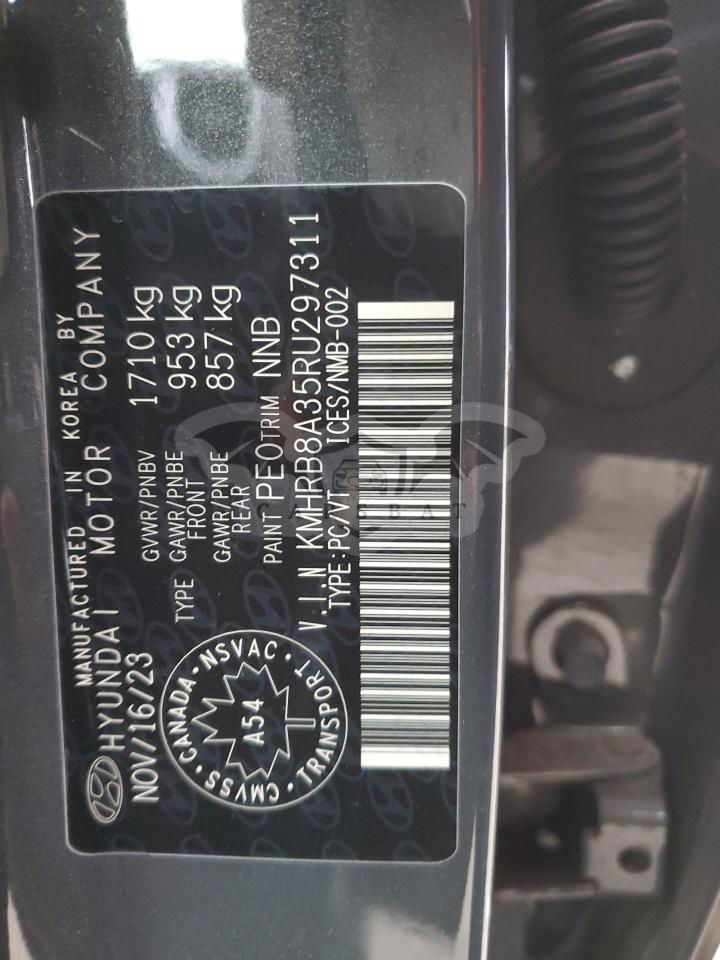 MANUFACTURED IN KOREA BY
HYUNDAI MOTOR COMPANY
NOV/16/23
GVWR/PNBV 1710 kg
TYPE GAWR/PNBE FRONT 953 kg
GAWR/PNBE REAR 857 kg
PAINT PE0 TRIM NNB
V.I.N KMHRB8A35RU297311
TYPE:PC/VT ICES/NMB-002
CANADA · NSVAC · TRANSPORT · CMVSS ·
A54
CARSBAT